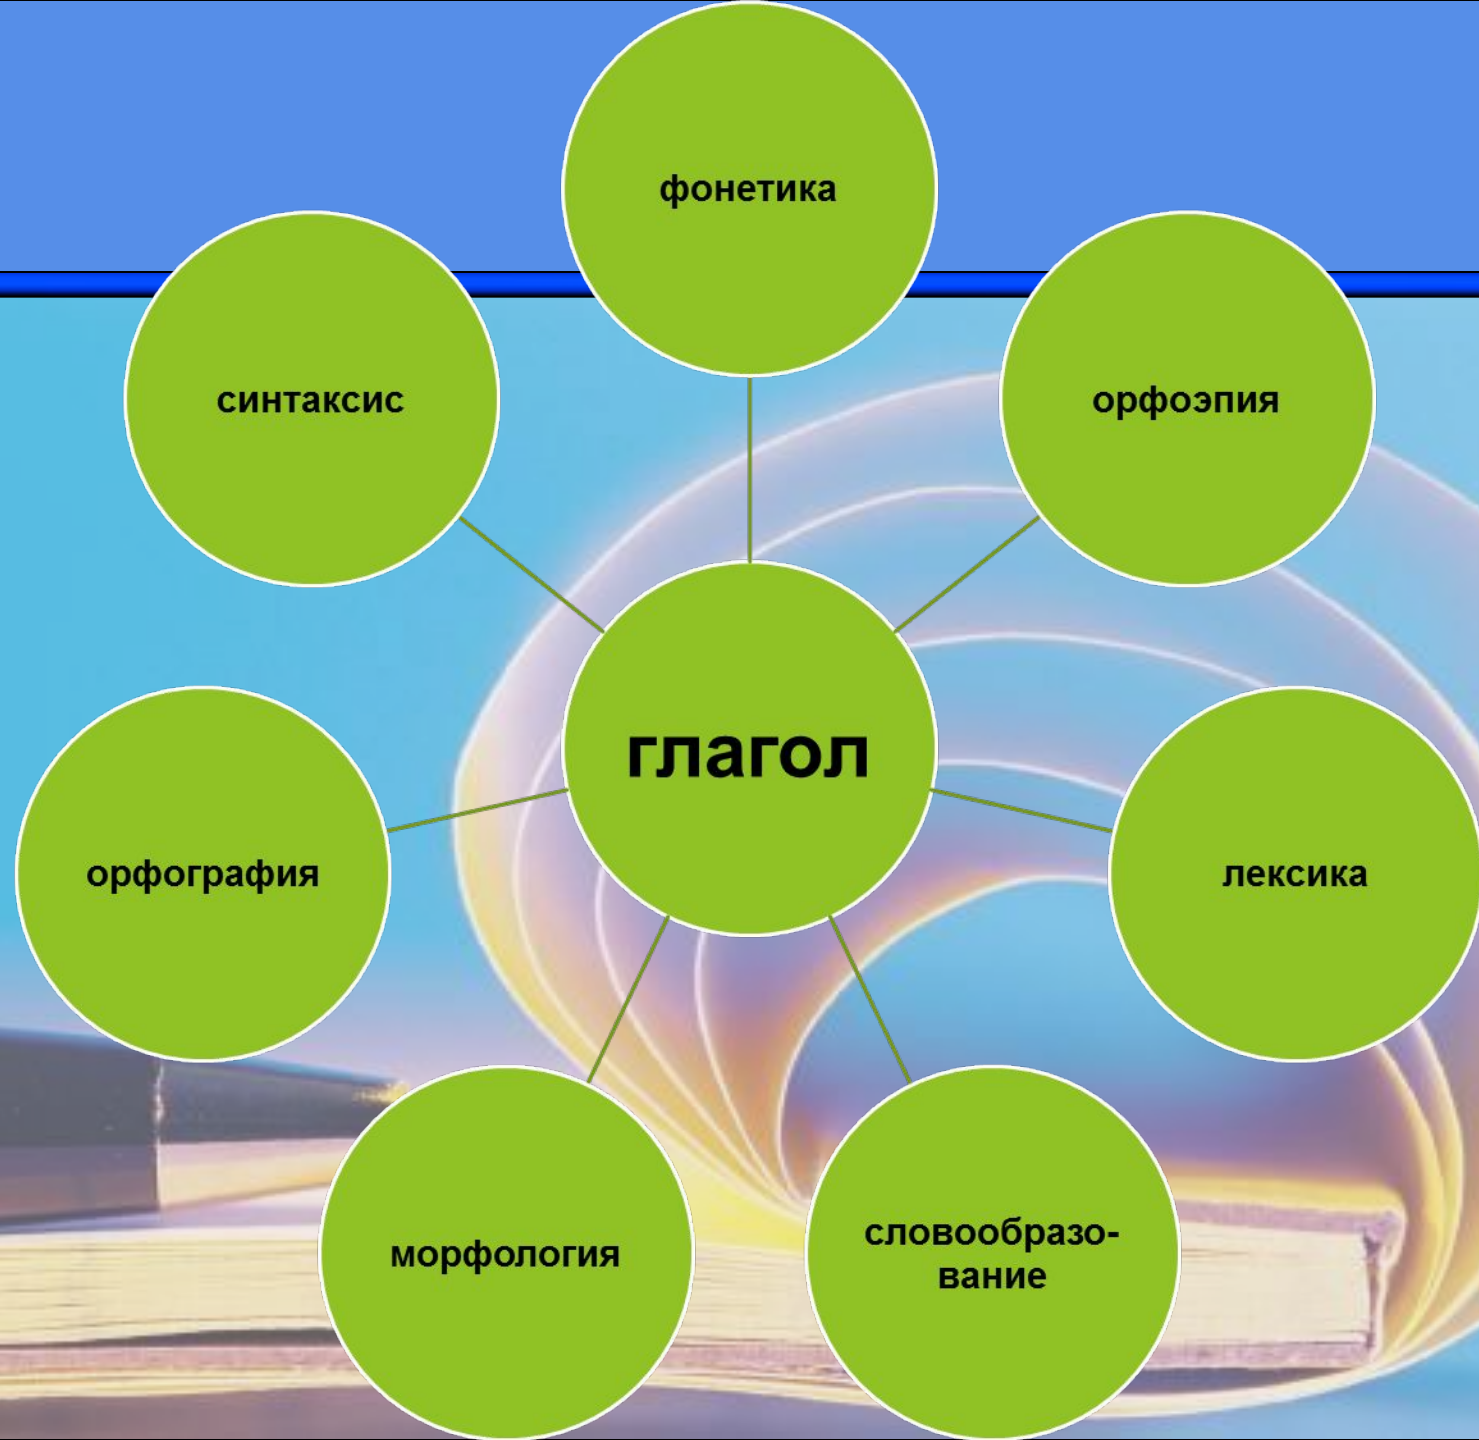 фонетика
синтаксис
орфоэпия
глагол
орфография
лексика
морфология
словообразо-
вание